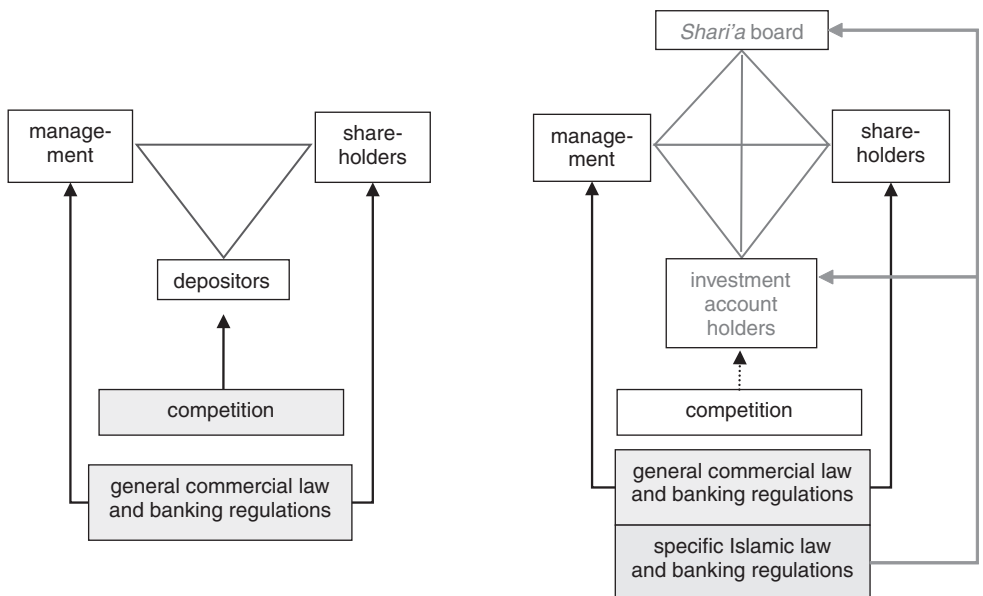 manage-
ment
share-
holders
depositors
competition
general commercial law
and banking regulations
Shari'a board
manage-
ment
share-
holders
investment
account
holders
competition
general commercial law
and banking regulations
specific Islamic law
and banking regulations